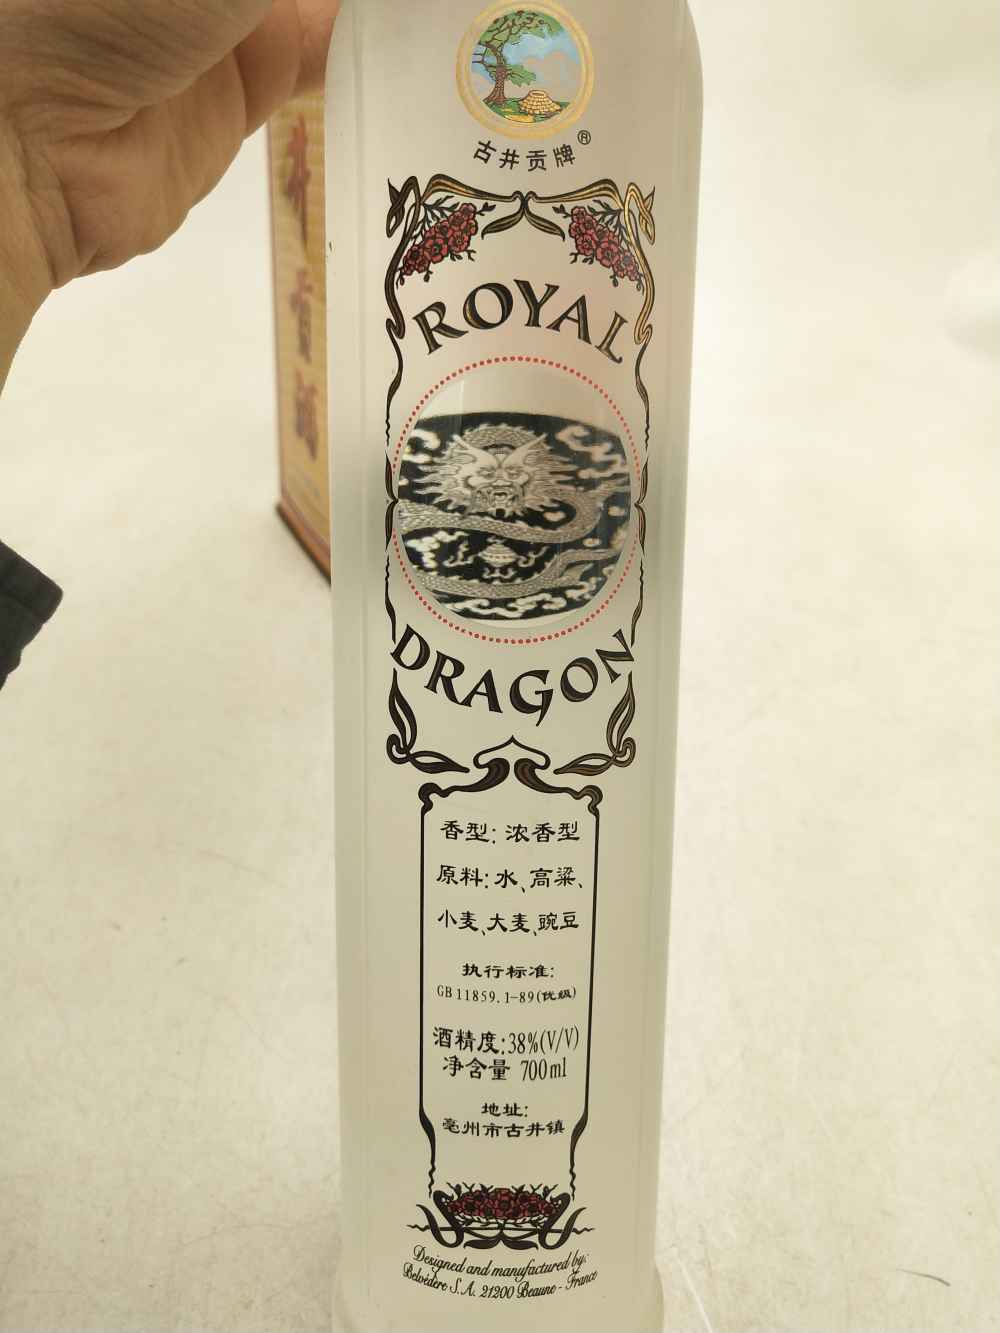 古井贡牌®
ROYAL
DRAGON
香型:浓香型
原料:水、高粱、
小麦、大麦、豌豆
执行标准:
GB 11859.1-89(优级)
酒精度:38%(V/V)
净含量 700ml
地址:
亳州市古井镇
Designed and manufactured by:
Belvédère S.A. 21200 Beaune - France